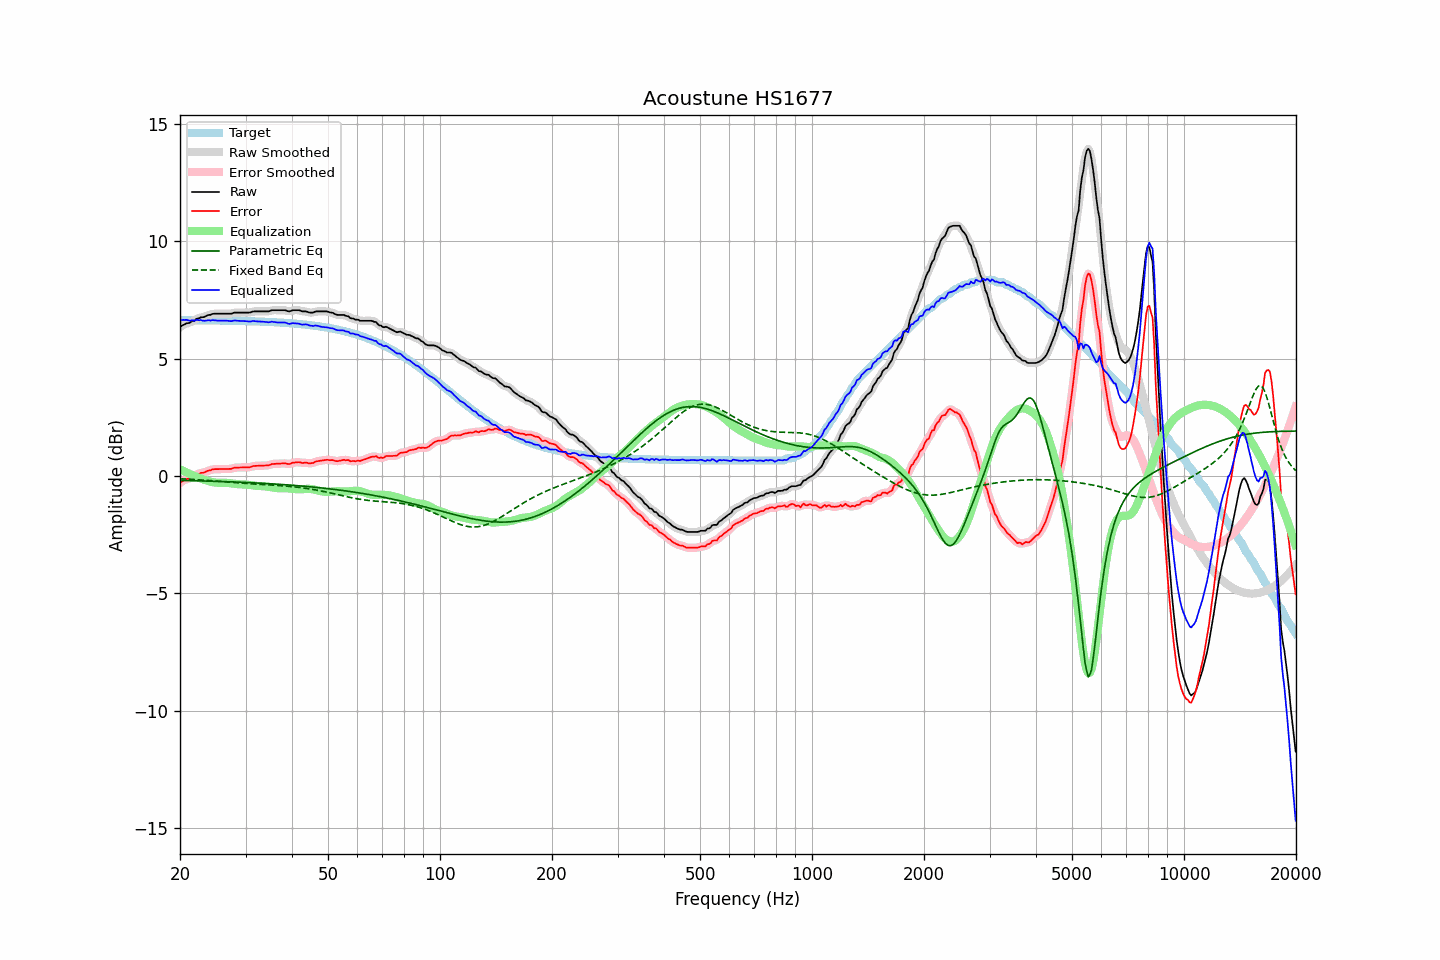 Acoustune HS1677
Target
Raw Smoothed
Error Smoothed
Raw
Error
Equalization
Parametric Eq
Fixed Band Eq
Equalized
15
10
5
0
−5
−10
−15
Amplitude (dBr)
20
50
100
200
500
1000
2000
5000
10000
20000
Frequency (Hz)